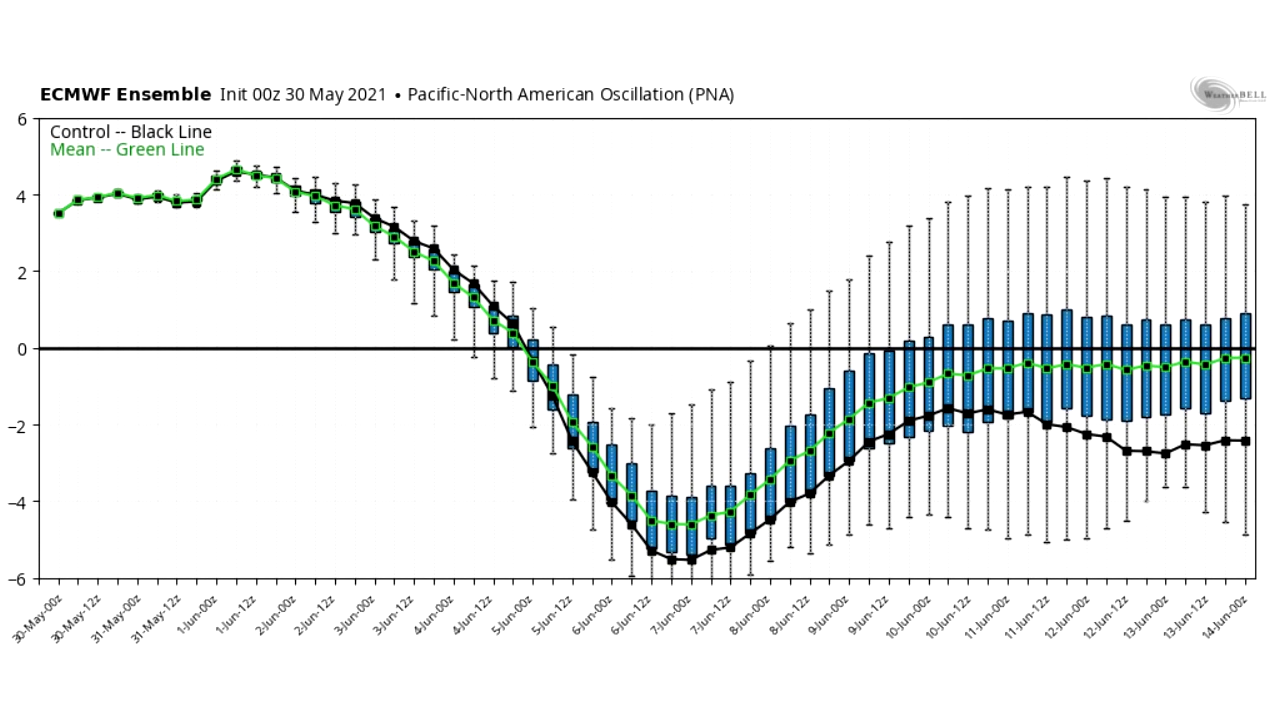 ECMWF Ensemble Init 00z 30 May 2021 • Pacific-North American Oscillation (PNA)
WEATHERBELL
Control -- Black Line
Mean -- Green Line
6
4
2
0
−2
−4
−6
30-May-00z
30-May-12z
31-May-00z
31-May-12z
1-Jun-00z
1-Jun-12z
2-Jun-00z
2-Jun-12z
3-Jun-00z
3-Jun-12z
4-Jun-00z
4-Jun-12z
5-Jun-00z
5-Jun-12z
6-Jun-00z
6-Jun-12z
7-Jun-00z
7-Jun-12z
8-Jun-00z
8-Jun-12z
9-Jun-00z
9-Jun-12z
10-Jun-00z
10-Jun-12z
11-Jun-00z
11-Jun-12z
12-Jun-00z
12-Jun-12z
13-Jun-00z
13-Jun-12z
14-Jun-00z